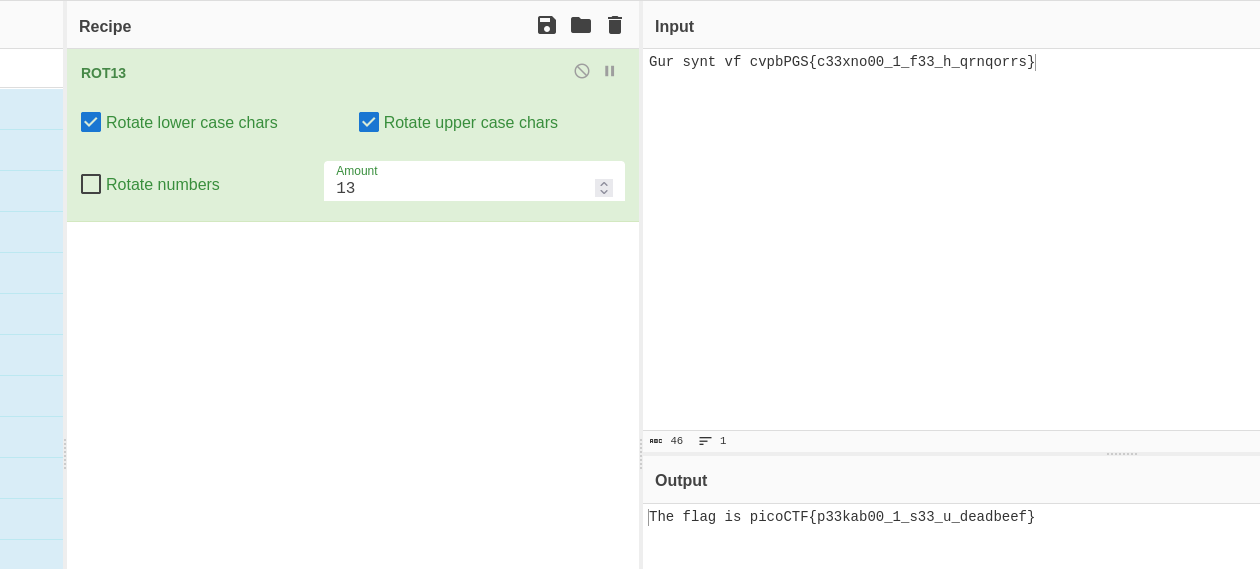 Recipe
ROT13
Rotate lower case chars
Rotate upper case chars
Rotate numbers
Amount
13
Input
Gur synt vf cvpbPGS{c33xno00_1_f33_h_qrnqorrs}
ABC 46 1
Output
The flag is picoCTF{p33kab00_1_s33_u_deadbeef}